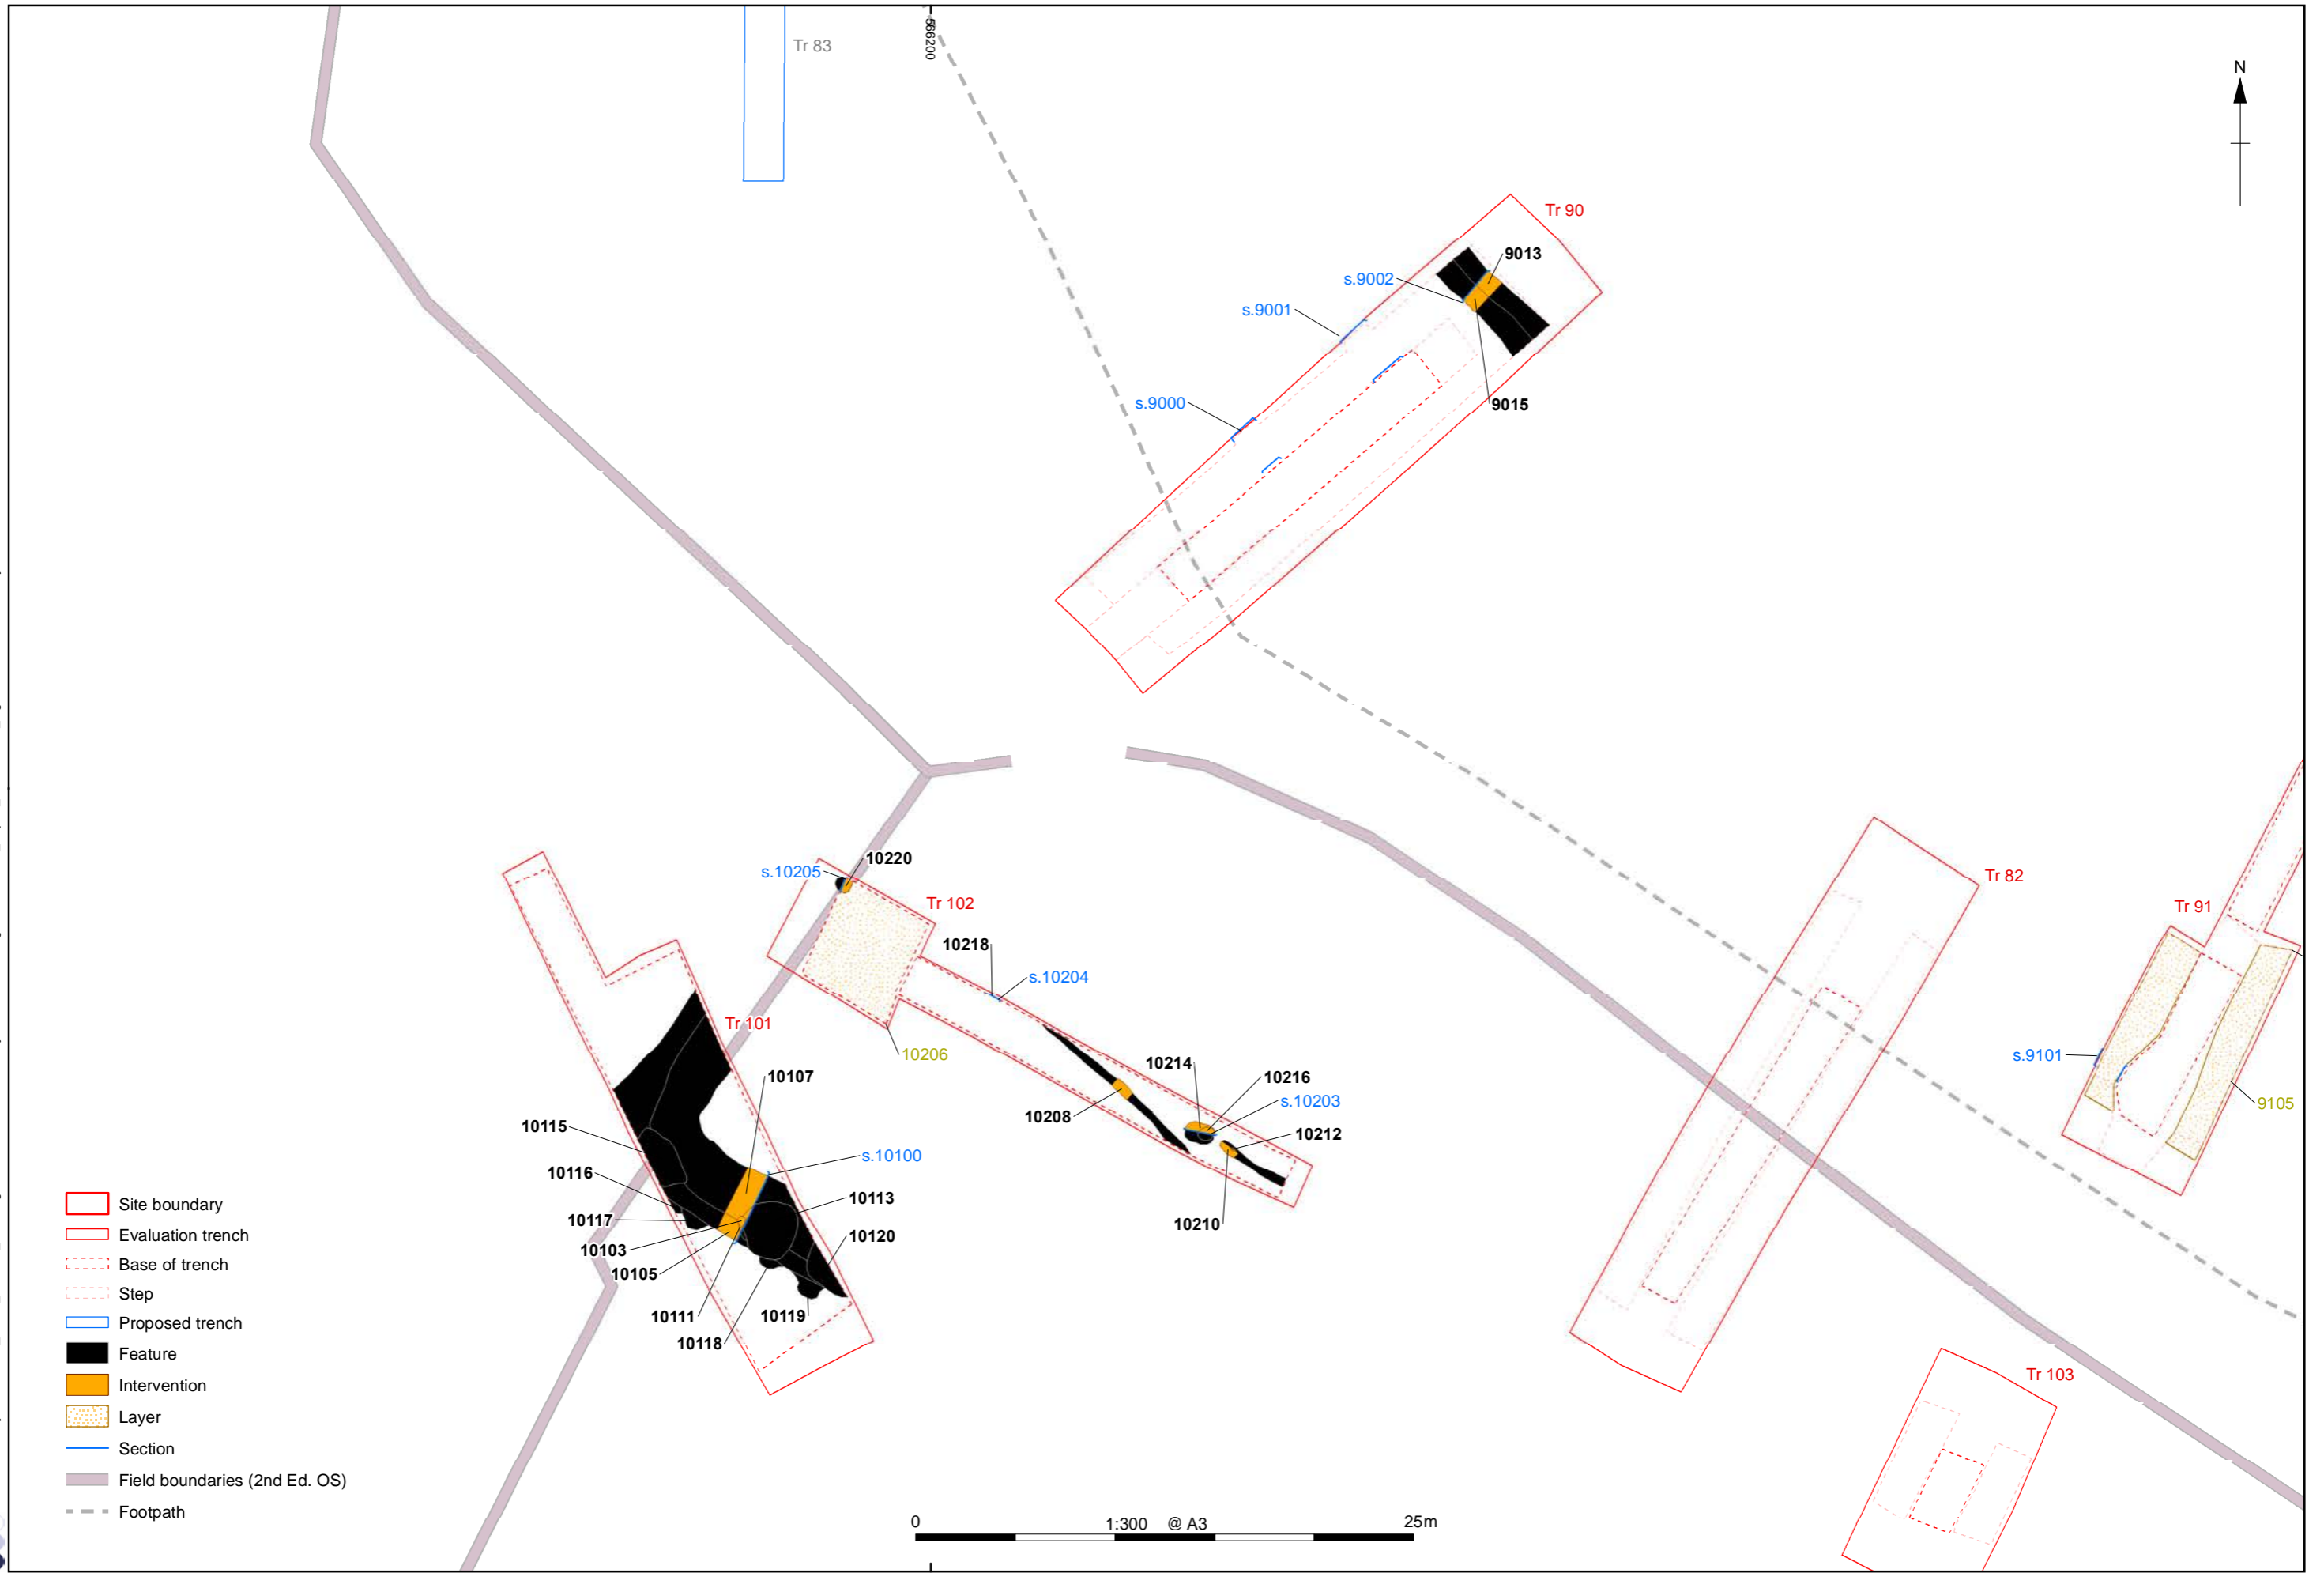 Tr 83
566200
N
Tr 90
9013
s.9002
s.9001
s.9000
9015
10220
s.10205
Tr 102
Tr 82
Tr 91
10218
s.10204
Tr 101
10206
s.9101
10214
10216
10107
s.10203
9105
10208
10115
10212
s.10100
10116
10113
10117
10210
10103
10120
10105
10111
10119
10118
Tr 103
Site boundary
Evaluation trench
Base of trench
Step
Proposed trench
Feature
Intervention
Layer
Section
Field boundaries (2nd Ed. OS)
Footpath
0 1:300 @ A3 25m